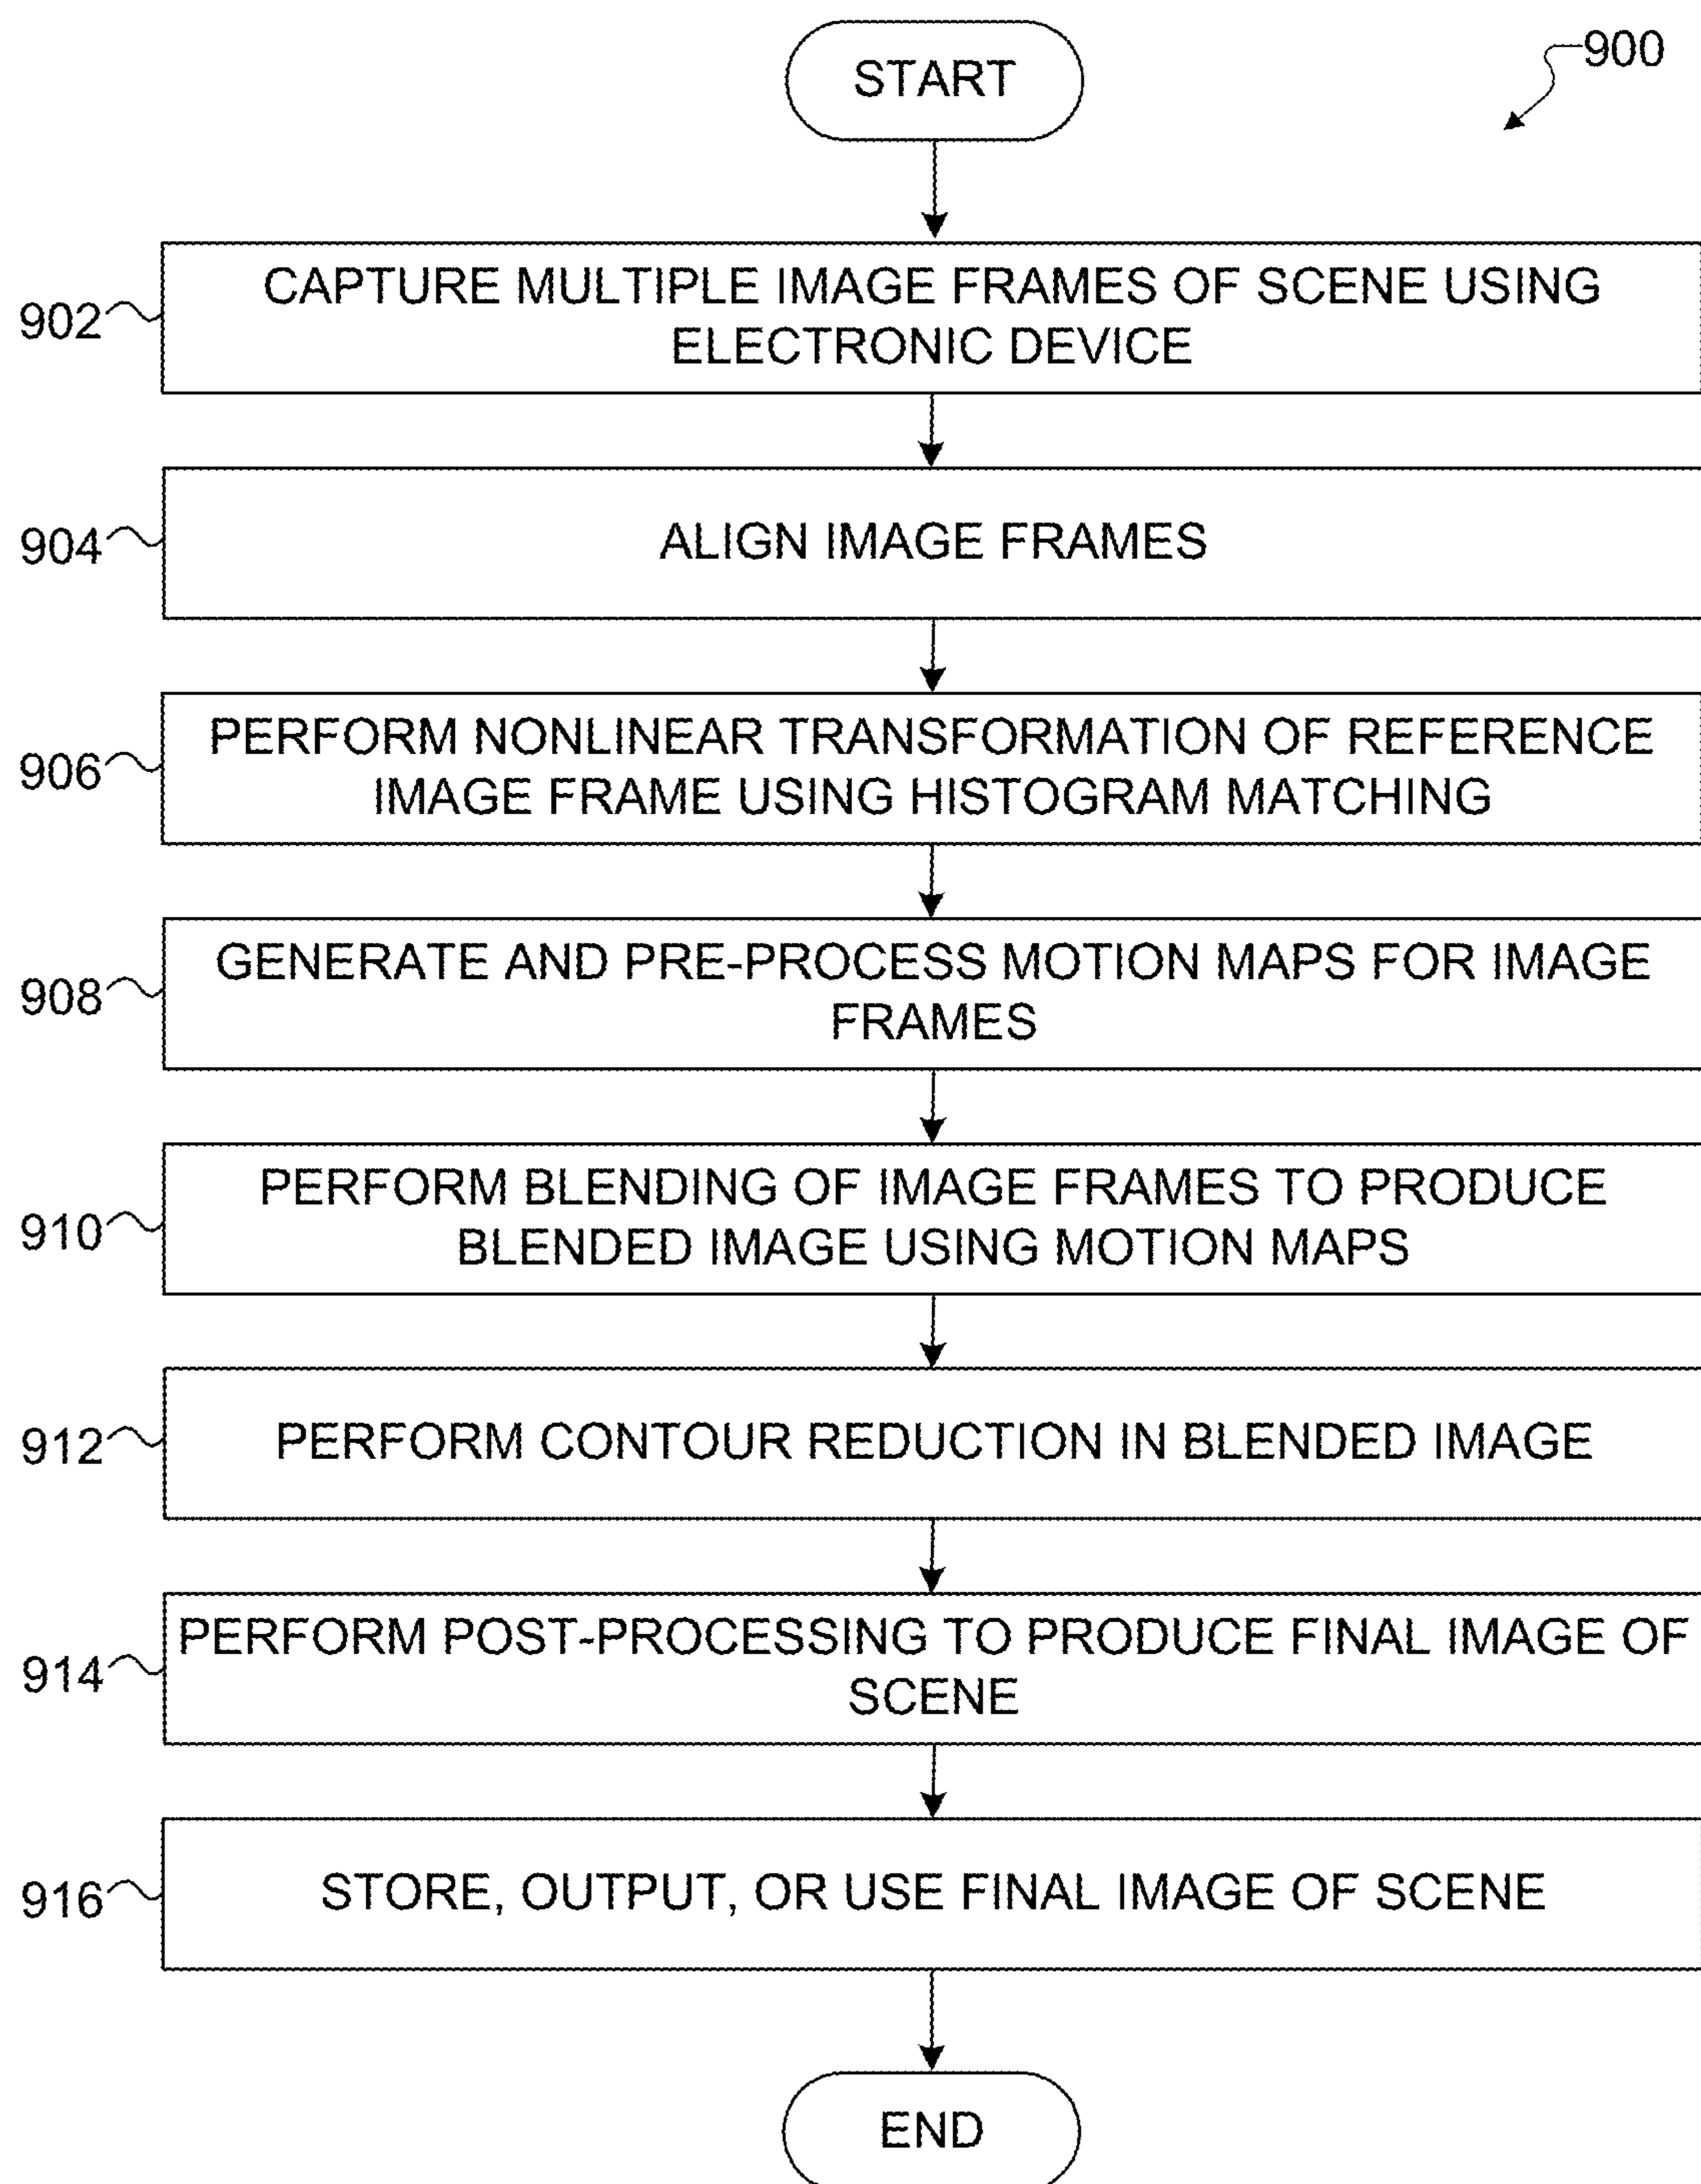 START
900
902
CAPTURE MULTIPLE IMAGE FRAMES OF SCENE USING
ELECTRONIC DEVICE
904
ALIGN IMAGE FRAMES
906
PERFORM NONLINEAR TRANSFORMATION OF REFERENCE
IMAGE FRAME USING HISTOGRAM MATCHING
908
GENERATE AND PRE-PROCESS MOTION MAPS FOR IMAGE
FRAMES
910
PERFORM BLENDING OF IMAGE FRAMES TO PRODUCE
BLENDED IMAGE USING MOTION MAPS
912
PERFORM CONTOUR REDUCTION IN BLENDED IMAGE
914
PERFORM POST-PROCESSING TO PRODUCE FINAL IMAGE OF
SCENE
916
STORE, OUTPUT, OR USE FINAL IMAGE OF SCENE
END